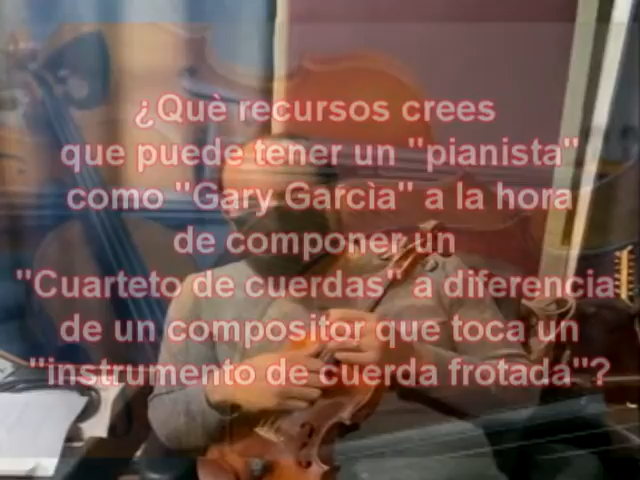 ¿Què recursos crees
que puede tener un "pianista"
como "Gary Garcìa" a la hora
de componer un
"Cuarteto de cuerdas" a diferencia
de un compositor que toca un
"instrumento de cuerda frotada"?